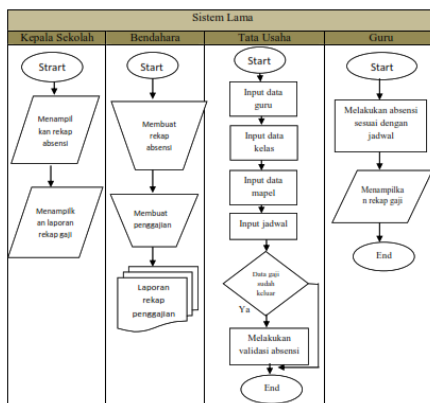 Sistem Lama
Kepala Sekolah
Bendahara
Tata Usaha
Guru
Strart
Menampil
kan rekap
absensi
Menampilk
an laporan
rekap gaji
Start
Membuat
rekap
absensi
Membuat
penggajian
Laporan
rekap
penggajian
Start
Input data
guru
Input data
kelas
Input data
mapel
Input jadwal
Data gaji
sudah
keluar
Ya
Melakukan
validasi absensi
End
Start
Melakukan absensi
sesuai dengan
jadwal
Menampilka
n rekap gaji
End